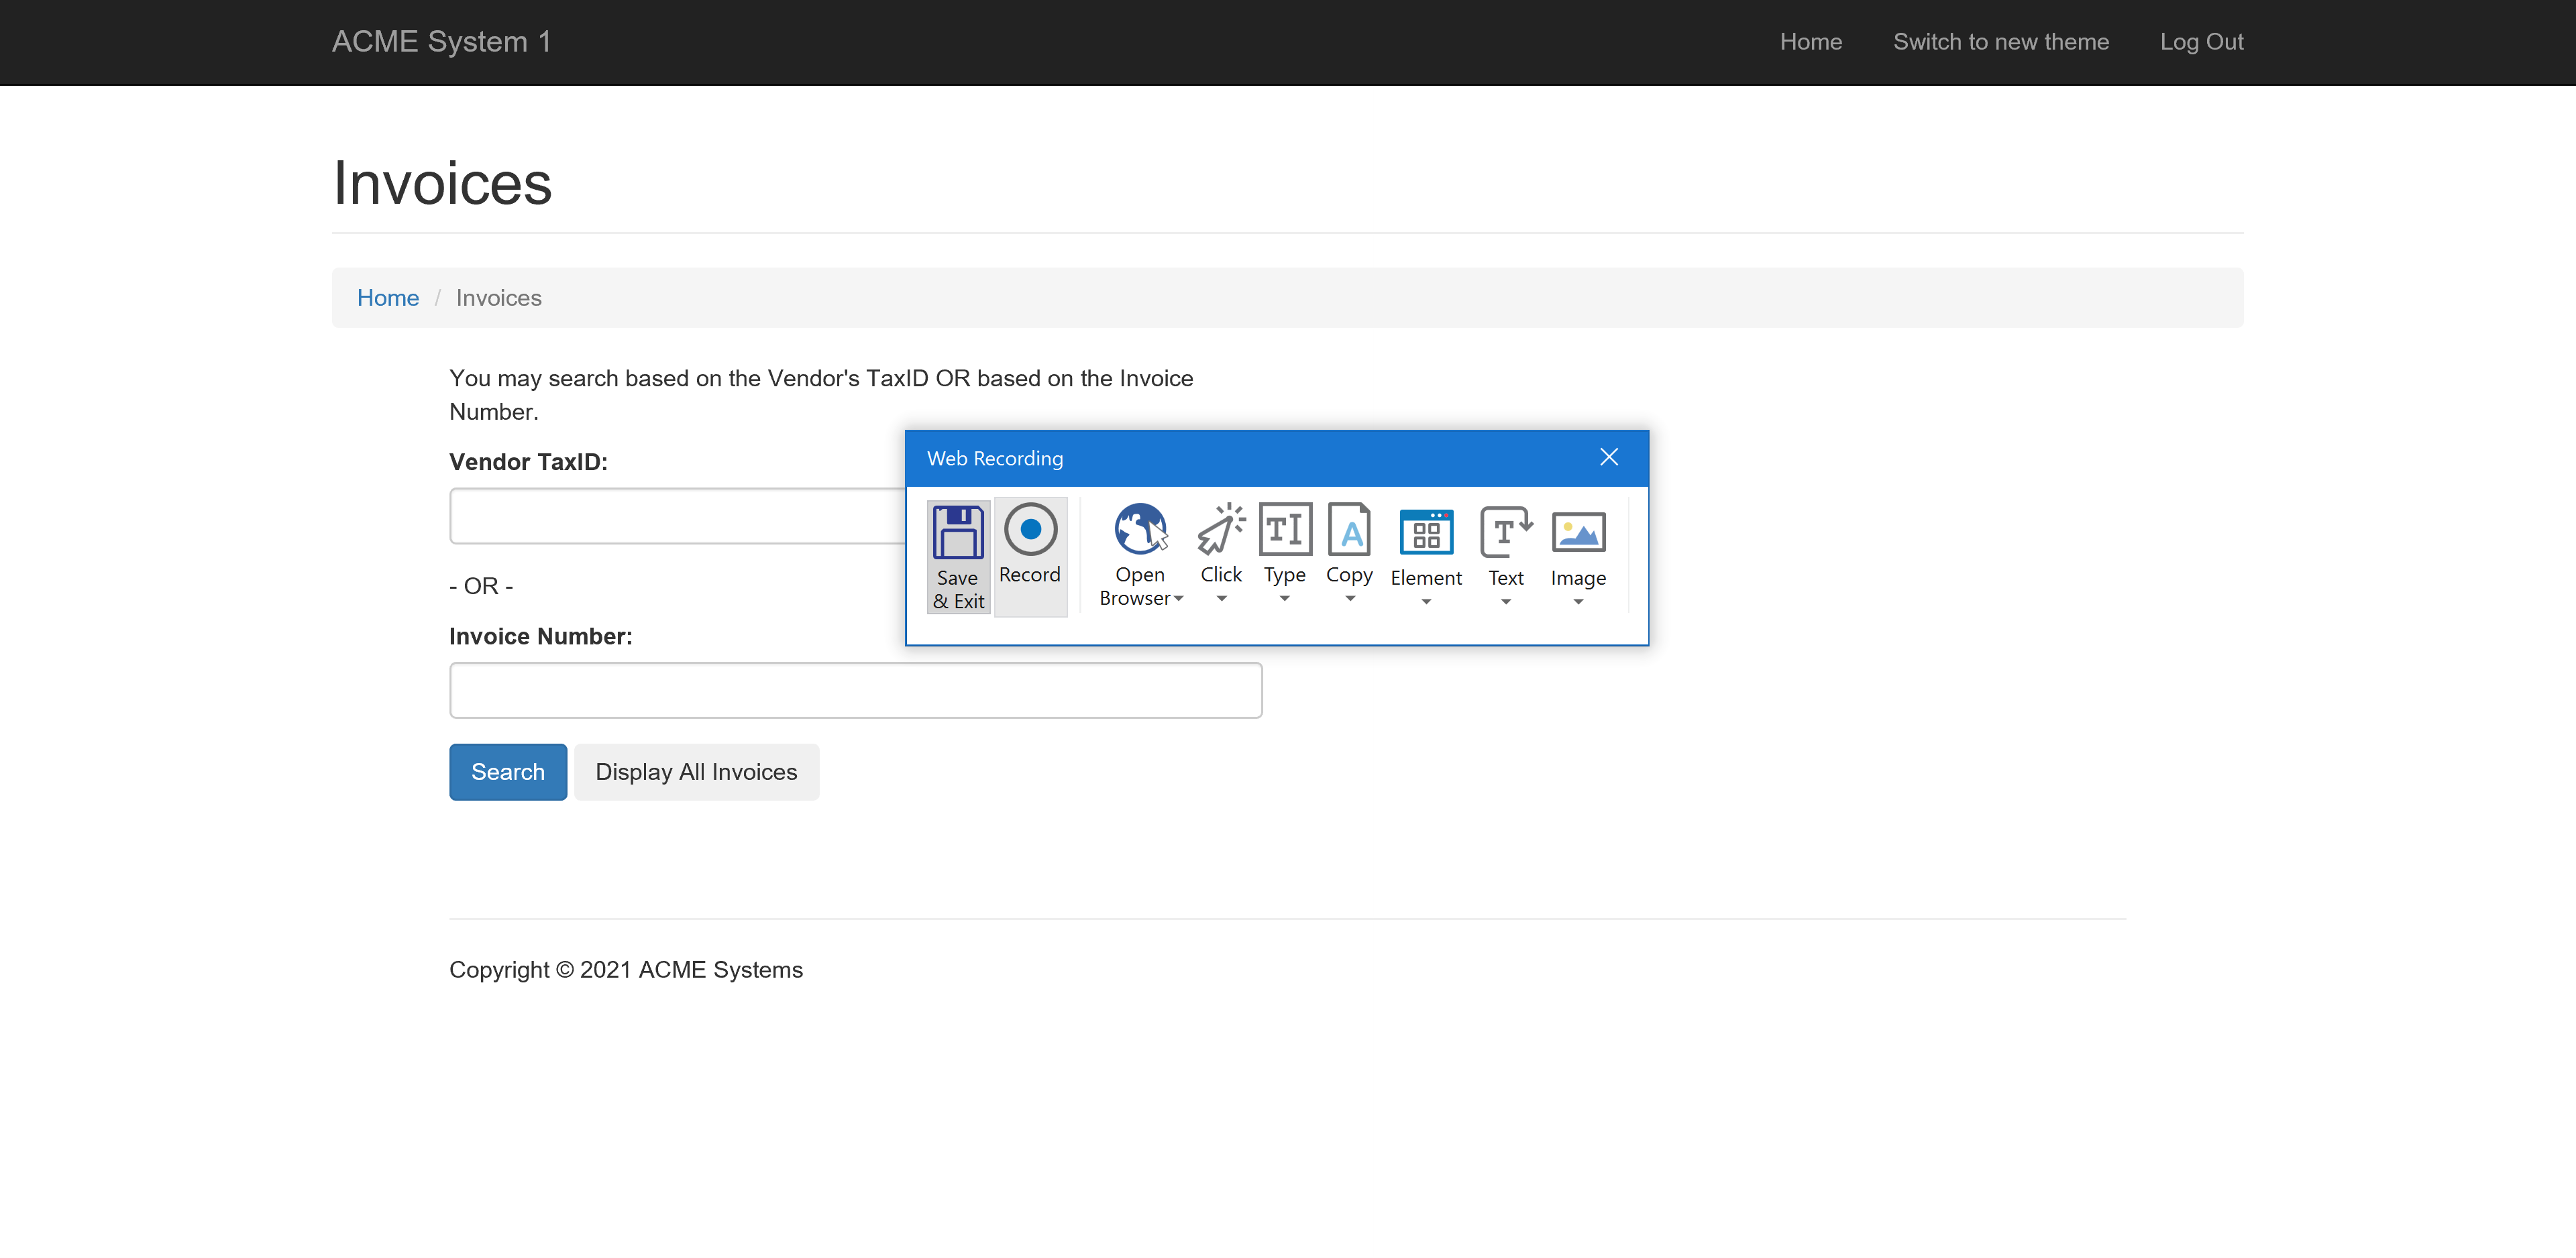 ACME System 1
Home
Switch to new theme
Log Out
Invoices
Home / Invoices
You may search based on the Vendor's TaxID OR based on the Invoice
Number.
Vendor TaxID:
- OR -
Invoice Number:
Search
Display All Invoices
Copyright © 2021 ACME Systems
Web Recording
Save
& Exit
Record
Open
Browser
Click
Type
Copy
Element
Text
Image